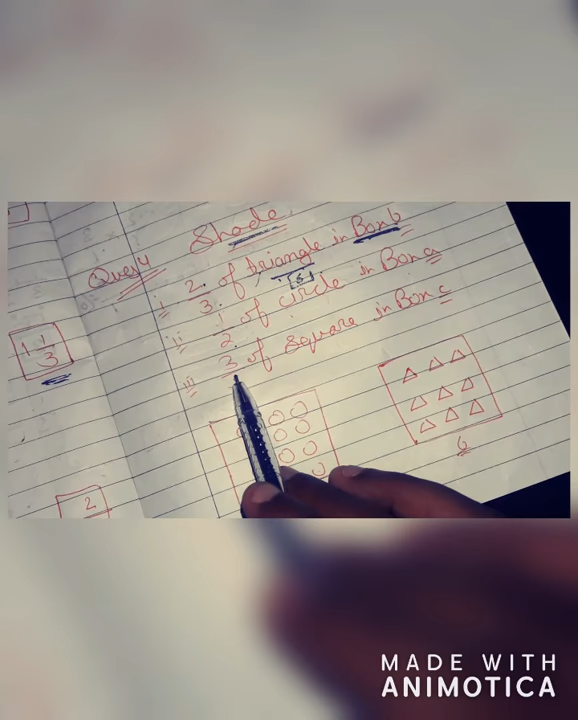 Shade.
Ques 4
i) 2/3 of triangle in Box b
ii) 1/2 of circle in Box a
iii) 3 of Square in Box c
1 1/3
2
6
MADE WITH
ANIMOTICA